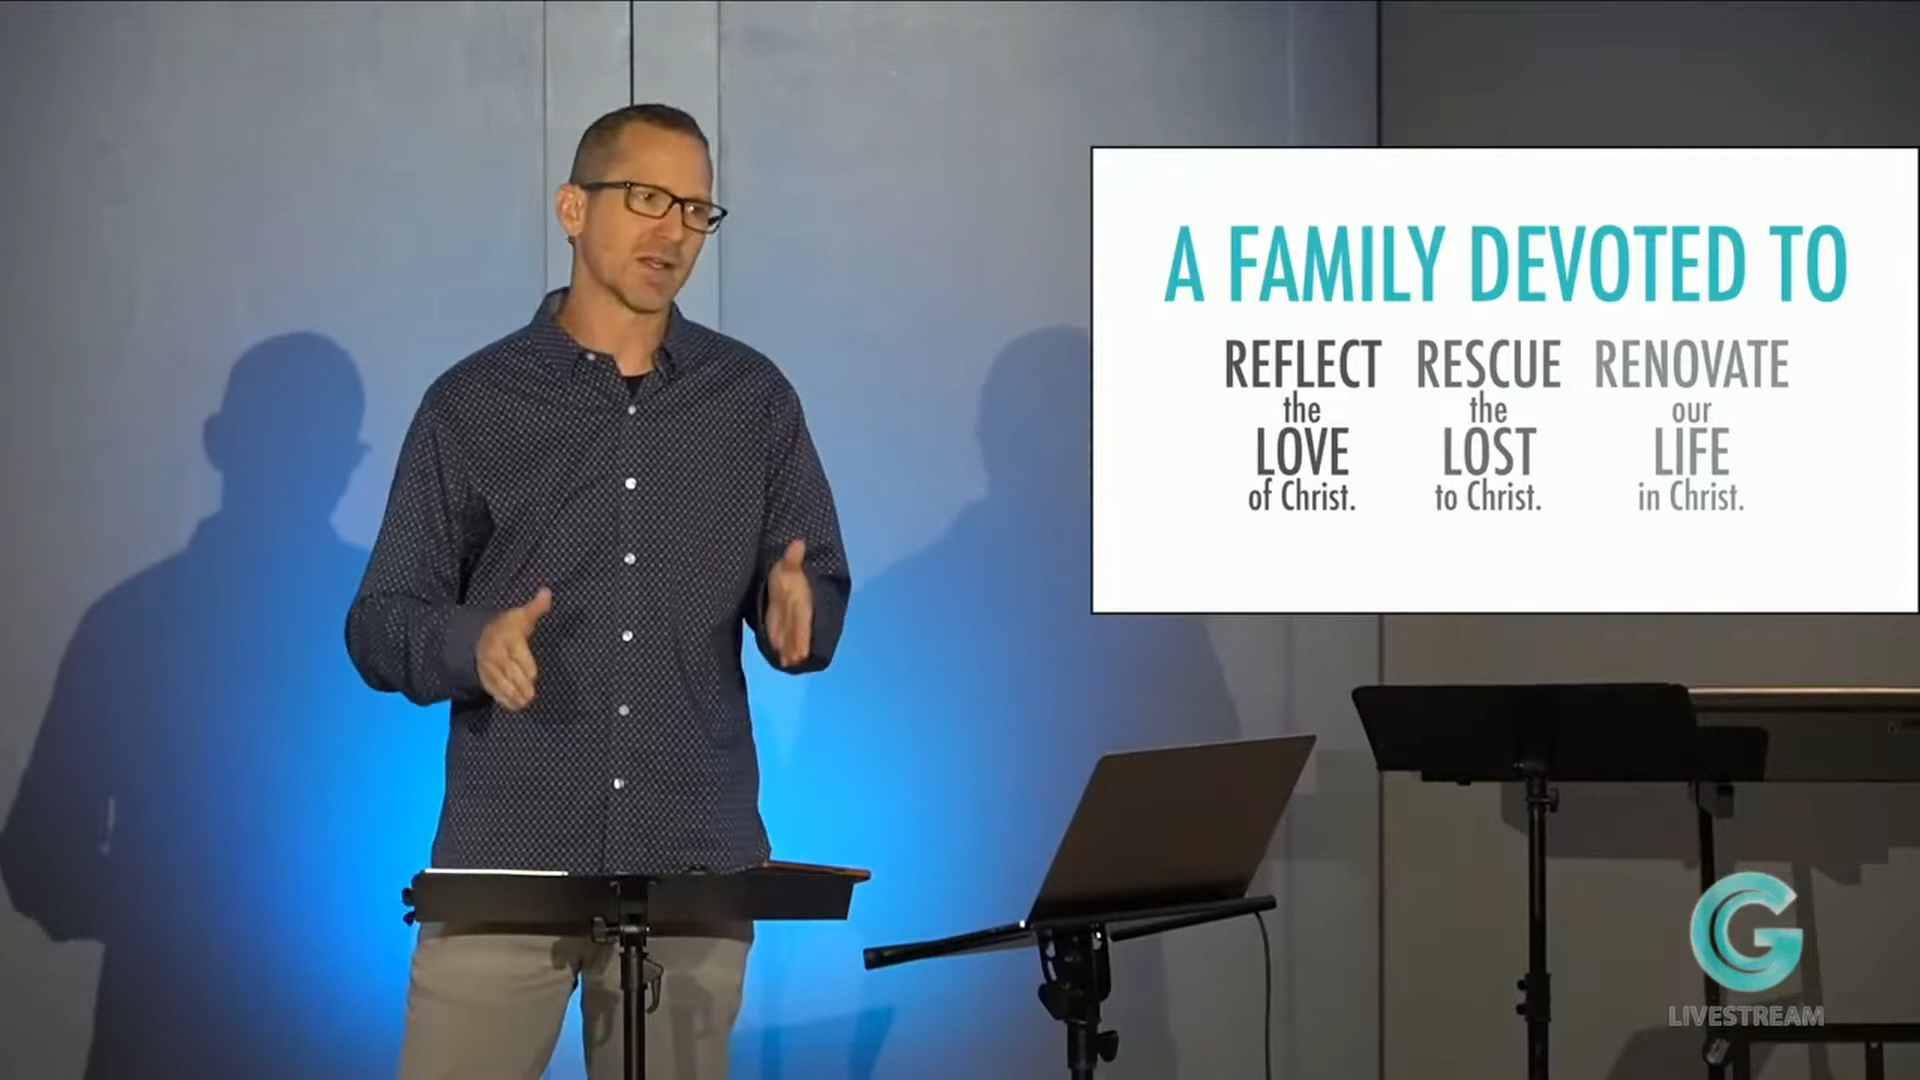 A FAMILY DEVOTED TO
REFLECT
the
LOVE
of Christ.
RESCUE
the
LOST
to Christ.
RENOVATE
our
LIFE
in Christ.
G
LIVESTREAM